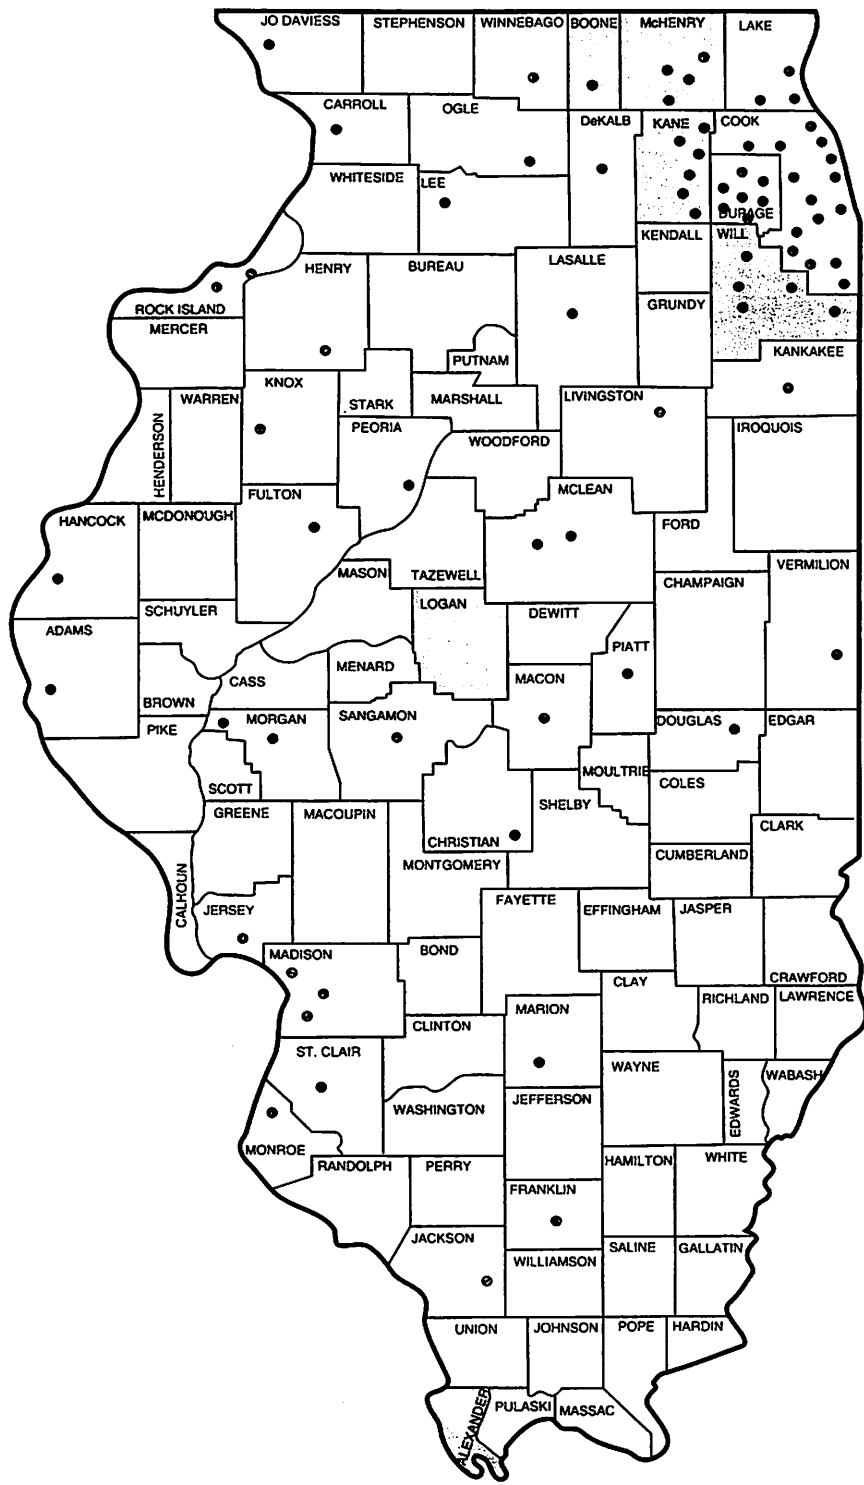 JO DAVIESS
STEPHENSON
WINNEBAGO
BOONE
McHENRY
LAKE
CARROLL
OGLE
DeKALB
KANE
COOK
WHITESIDE
LEE
DUPAGE
KENDALL
WILL
ROCK ISLAND
HENRY
BUREAU
LASALLE
GRUNDY
MERCER
PUTNAM
KANKAKEE
KNOX
WARREN
HENDERSON
STARK
MARSHALL
LIVINGSTON
PEORIA
IROQUOIS
WOODFORD
FULTON
MCLEAN
HANCOCK
MCDONOUGH
FORD
MASON
TAZEWELL
VERMILION
CHAMPAIGN
SCHUYLER
LOGAN
DEWITT
ADAMS
PIATT
MENARD
CASS
MACON
BROWN
MORGAN
SANGAMON
DOUGLAS
EDGAR
PIKE
SCOTT
MOULTRIE
COLES
SHELBY
GREENE
MACOUPIN
CHRISTIAN
CLARK
MONTGOMERY
CUMBERLAND
CALHOUN
JERSEY
FAYETTE
EFFINGHAM
JASPER
MADISON
BOND
CLAY
CRAWFORD
RICHLAND
LAWRENCE
MARION
CLINTON
ST. CLAIR
WAYNE
EDWARDS
WABASH
WASHINGTON
JEFFERSON
MONROE
RANDOLPH
PERRY
HAMILTON
WHITE
FRANKLIN
JACKSON
WILLIAMSON
SALINE
GALLATIN
UNION
JOHNSON
POPE
HARDIN
ALEXANDER
PULASKI
MASSAC